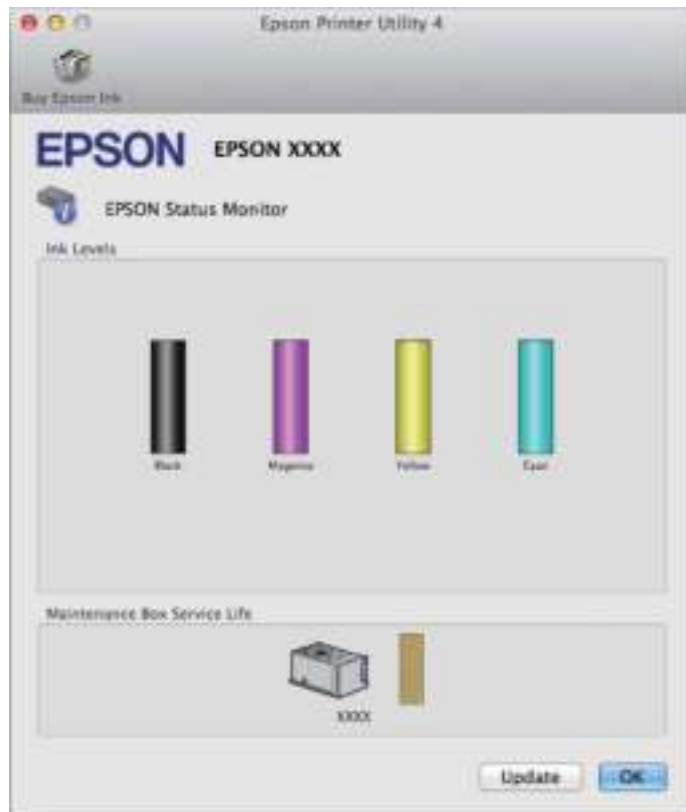 Epson Printer Utility 4
Buy Epson Ink
EPSON EPSON XXXX
EPSON Status Monitor
Ink Levels
Black Magenta Yellow Cyan
Maintenance Box Service Life
XXXX
Update OK